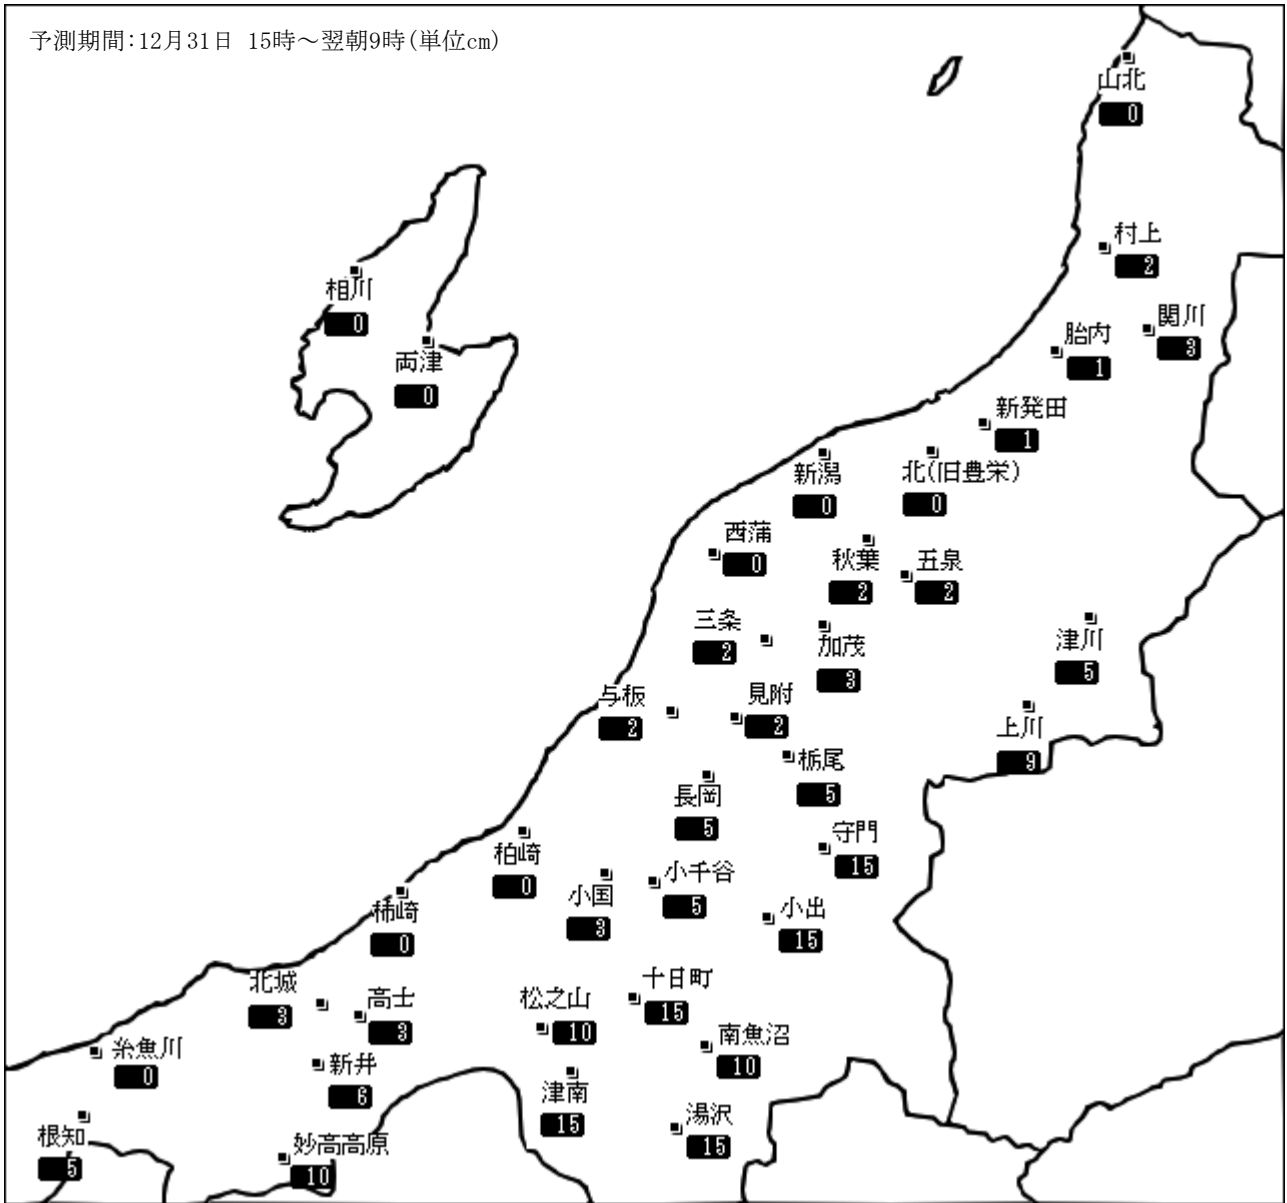 予測期間:12月31日 15時～翌朝9時(単位cm)
山北
0
村上
2
関川
3
胎内
1
新発田
1
相川
0
両津
0
新潟
0
北(旧豊栄)
0
西蒲
0
秋葉
2
五泉
2
三条
2
加茂
3
津川
5
与板
2
見附
2
上川
9
栃尾
5
長岡
5
守門
15
柏崎
0
小国
3
小千谷
5
小出
15
柿崎
0
北城
3
高士
3
松之山
10
十日町
15
南魚沼
10
糸魚川
0
新井
6
津南
15
湯沢
15
根知
5
妙高高原
10